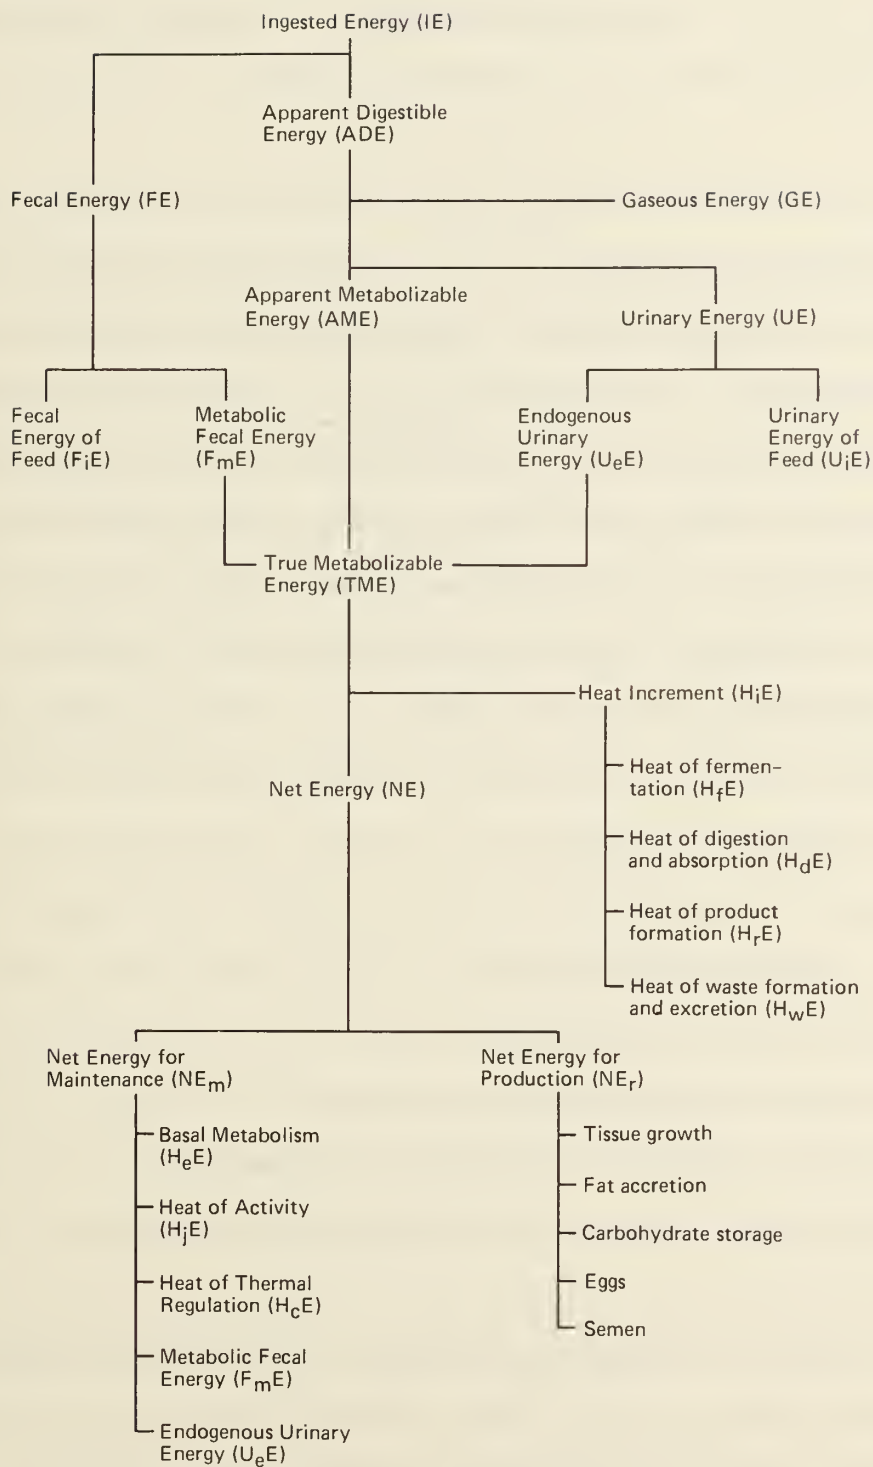 Ingested Energy (IE)
Apparent Digestible
Energy (ADE)
Fecal Energy (FE)
Gaseous Energy (GE)
Apparent Metabolizable
Energy (AME)
Urinary Energy (UE)
Fecal
Energy of
Feed (FiE)
Metabolic
Fecal Energy
(FmE)
Endogenous
Urinary
Energy (UeE)
Urinary
Energy of
Feed (UiE)
True Metabolizable
Energy (TME)
Heat Increment (HiE)
Net Energy (NE)
Heat of fermen-
tation (HfE)
Heat of digestion
and absorption (HdE)
Heat of product
formation (HrE)
Heat of waste formation
and excretion (HwE)
Net Energy for
Maintenance (NEm)
Basal Metabolism
(HeE)
Heat of Activity
(HjE)
Heat of Thermal
Regulation (HcE)
Metabolic Fecal
Energy (FmE)
Endogenous Urinary
Energy (UeE)
Net Energy for
Production (NEr)
Tissue growth
Fat accretion
Carbohydrate storage
Eggs
Semen